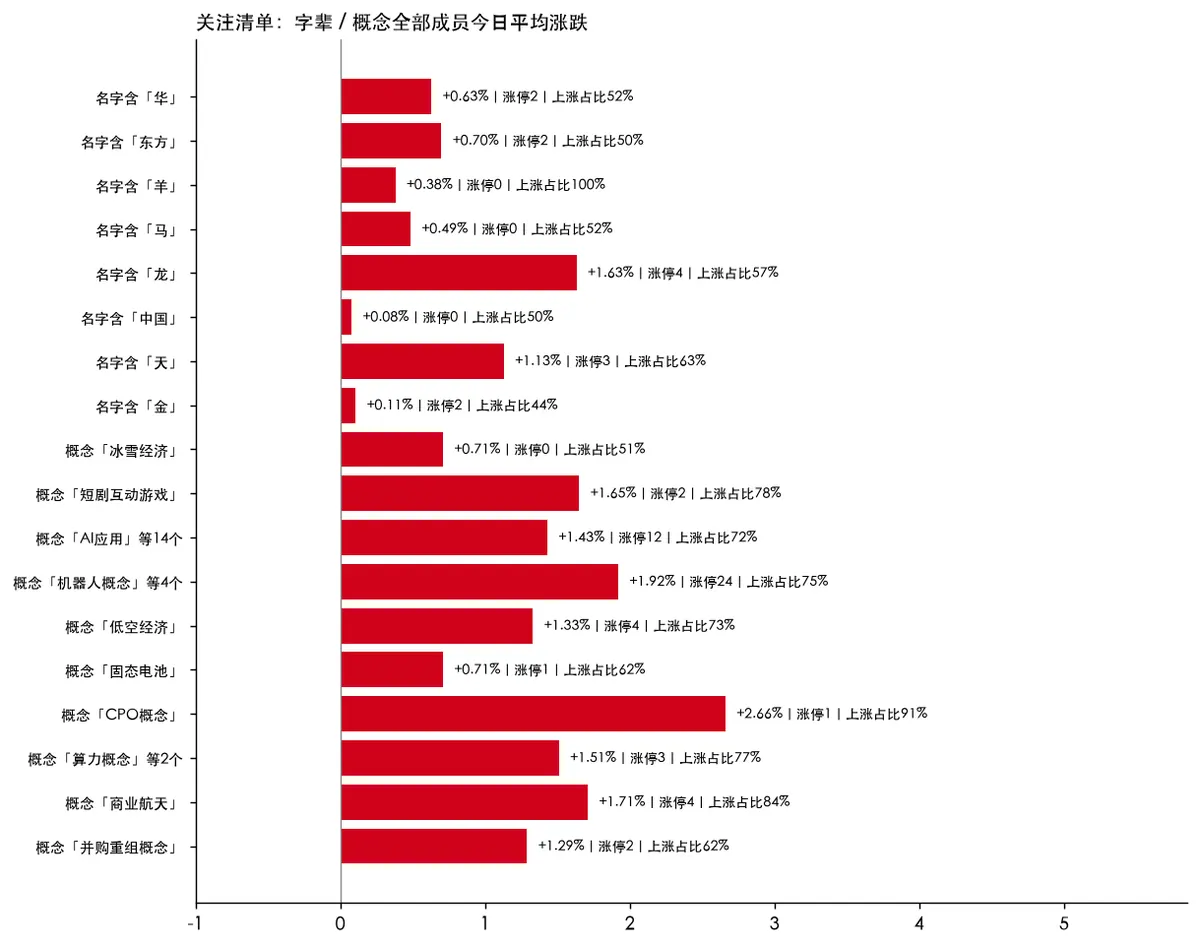 关注清单：字辈 / 概念全部成员今日平均涨跌
名字含「华」 +0.63% | 涨停2 | 上涨占比52%
名字含「东方」 +0.70% | 涨停2 | 上涨占比50%
名字含「羊」 +0.38% | 涨停0 | 上涨占比100%
名字含「马」 +0.49% | 涨停0 | 上涨占比52%
名字含「龙」 +1.63% | 涨停4 | 上涨占比57%
名字含「中国」 +0.08% | 涨停0 | 上涨占比50%
名字含「天」 +1.13% | 涨停3 | 上涨占比63%
名字含「金」 +0.11% | 涨停2 | 上涨占比44%
概念「冰雪经济」 +0.71% | 涨停0 | 上涨占比51%
概念「短剧互动游戏」 +1.65% | 涨停2 | 上涨占比78%
概念「AI应用」等14个 +1.43% | 涨停12 | 上涨占比72%
概念「机器人概念」等4个 +1.92% | 涨停24 | 上涨占比75%
概念「低空经济」 +1.33% | 涨停4 | 上涨占比73%
概念「固态电池」 +0.71% | 涨停1 | 上涨占比62%
概念「CPO概念」 +2.66% | 涨停1 | 上涨占比91%
概念「算力概念」等2个 +1.51% | 涨停3 | 上涨占比77%
概念「商业航天」 +1.71% | 涨停4 | 上涨占比84%
概念「并购重组概念」 +1.29% | 涨停2 | 上涨占比62%
-1 0 1 2 3 4 5